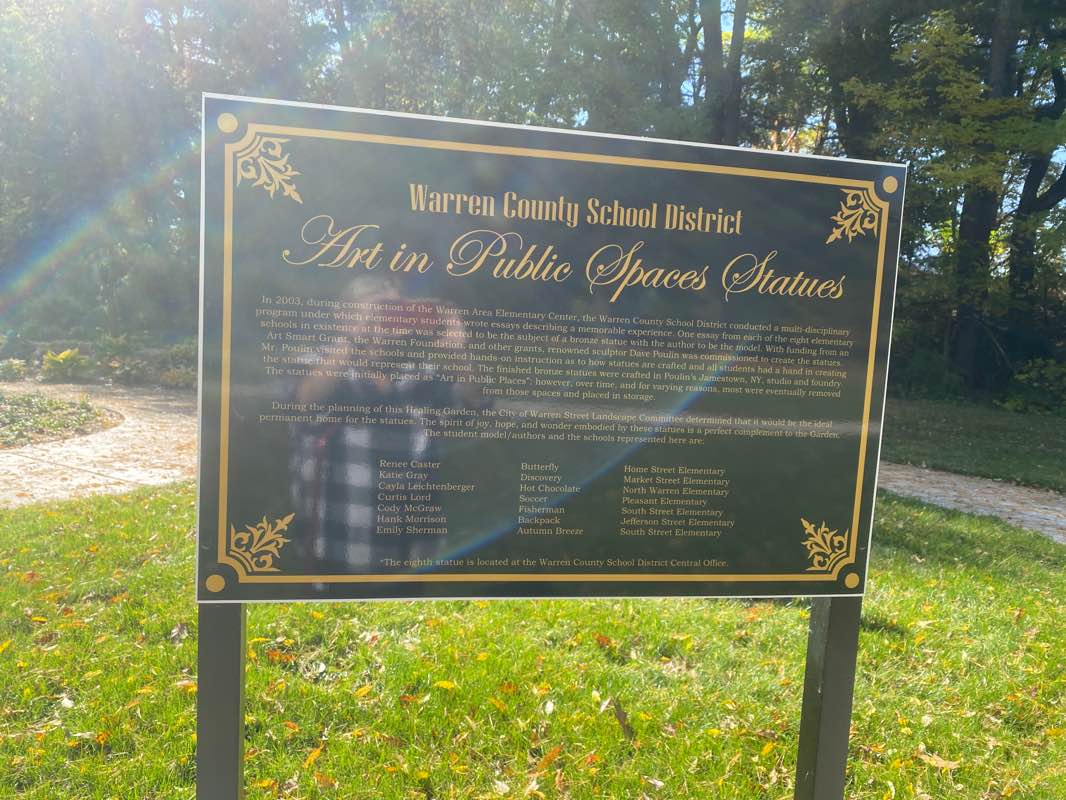 Warren County School District
Art in Public Spaces Statues
In 2003, during construction of the Warren Area Elementary Center, the Warren County School District conducted a multi-disciplinary
program under which elementary students wrote essays describing a memorable experience. One essay from each of the eight elementary
schools in existence at the time was selected to be the subject of a bronze statue with the author to be the model. With funding from an
Art Smart Grant, the Warren Foundation, and other grants, renowned sculptor Dave Poulin was commissioned to create the statues.
Mr. Poulin visited the schools and provided hands-on instruction as to how statues are crafted and all students had a hand in creating
the statue that would represent their school. The finished bronze statues were crafted in Poulin's Jamestown, NY, studio and foundry.
The statues were initially placed as "Art in Public Places"; however, over time, and for varying reasons, most were eventually removed
from those spaces and placed in storage.
During the planning of this Healing Garden, the City of Warren Street Landscape Committee determined that it would be the ideal
permanent home for the statues. The spirit of joy, hope, and wonder embodied by these statues is a perfect complement to the Garden.
The student model/authors and the schools represented here are:
Renee Caster Butterfly Home Street Elementary
Katie Gray Discovery Market Street Elementary
Cayla Leichtenberger Hot Chocolate North Warren Elementary
Curtis Lord Soccer Pleasant Elementary
Cody McGraw Fisherman South Street Elementary
Hank Morrison Backpack Jefferson Street Elementary
Emily Sherman Autumn Breeze South Street Elementary
*The eighth statue is located at the Warren County School District Central Office.